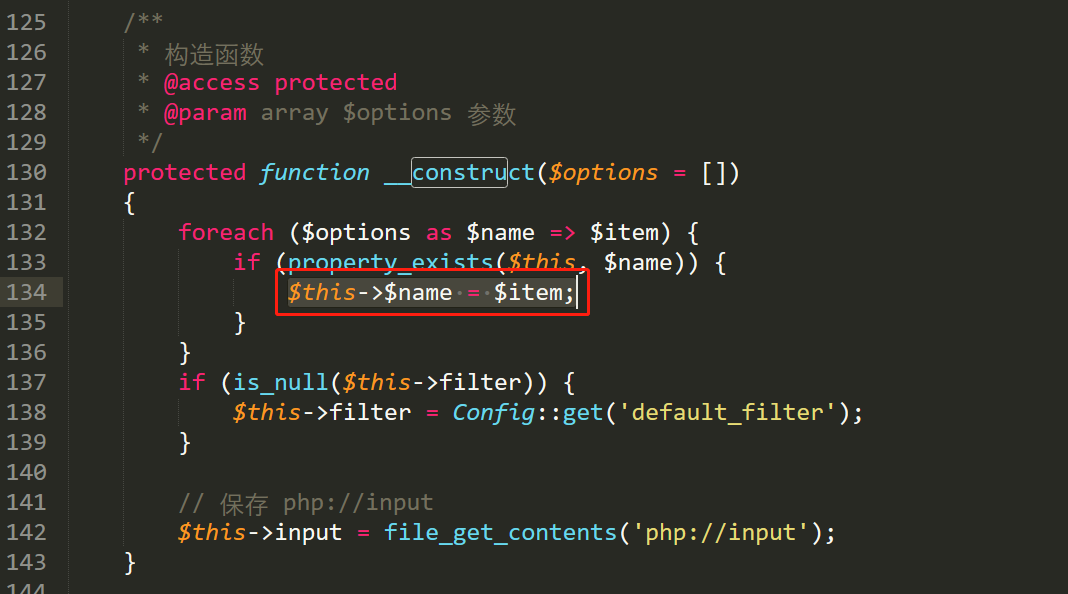 125 /**
126 * 构造函数
127 * @access protected
128 * @param array $options 参数
129 */
130 protected function __construct($options = [])
131 {
132 foreach ($options as $name => $item) {
133 if (property_exists($this, $name)) {
134 $this->$name = $item;
135 }
136 }
137 if (is_null($this->filter)) {
138 $this->filter = Config::get('default_filter');
139 }
140
141 // 保存 php://input
142 $this->input = file_get_contents('php://input');
143 }
144